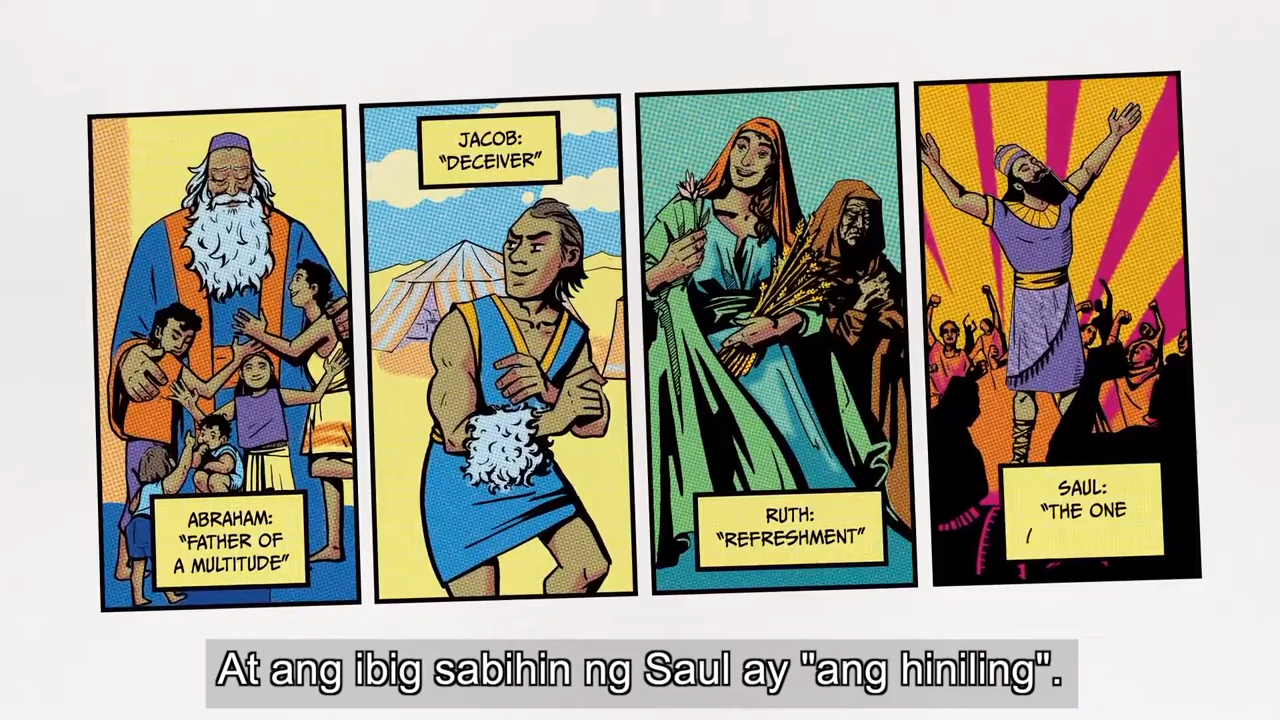 ABRAHAM:
"FATHER OF
A MULTITUDE"
JACOB:
"DECEIVER"
RUTH:
"REFRESHMENT"
SAUL:
"THE ONE
At ang ibig sabihin ng Saul ay "ang hiniling".